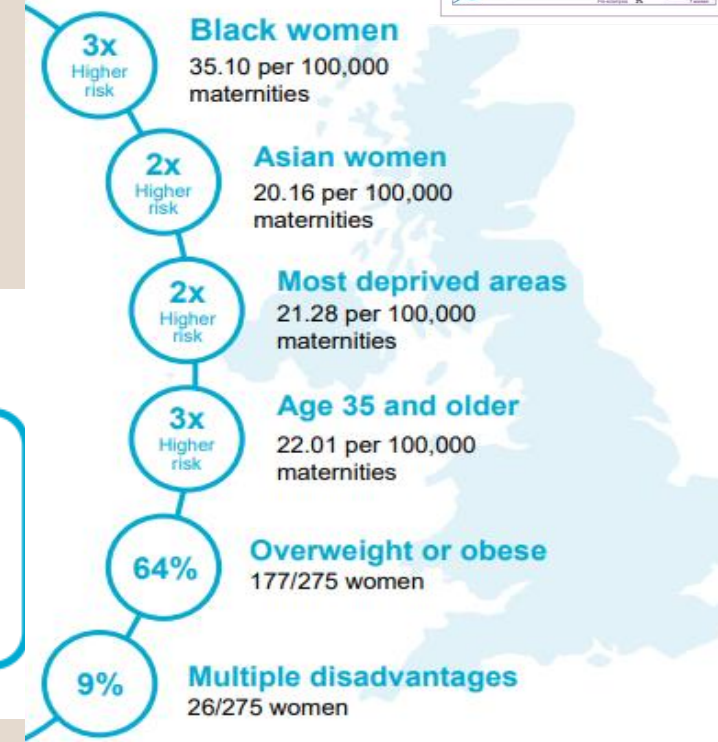 3x
Higher
risk
Black women
35.10 per 100,000
maternities
2x
Higher
risk
Asian women
20.16 per 100,000
maternities
2x
Higher
risk
Most deprived areas
21.28 per 100,000
maternities
3x
Higher
risk
Age 35 and older
22.01 per 100,000
maternities
64%
Overweight or obese
177/275 women
9%
Multiple disadvantages
26/275 women